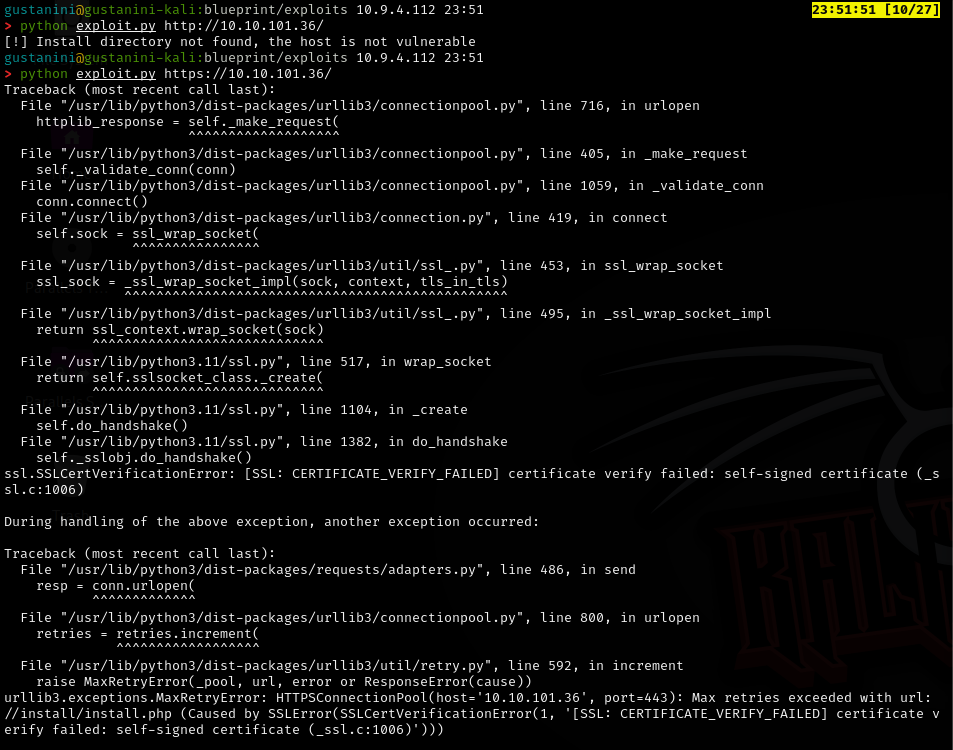 gustanini@gustanini-kali:blueprint/exploits 10.9.4.112 23:51
23:51:51 [10/27]
> python exploit.py http://10.10.101.36/
[!] Install directory not found, the host is not vulnerable
gustanini@gustanini-kali:blueprint/exploits 10.9.4.112 23:51
> python exploit.py https://10.10.101.36/
Traceback (most recent call last):
  File "/usr/lib/python3/dist-packages/urllib3/connectionpool.py", line 716, in urlopen
    httplib_response = self._make_request(
                       ^^^^^^^^^^^^^^^^^^^
  File "/usr/lib/python3/dist-packages/urllib3/connectionpool.py", line 405, in _make_request
    self._validate_conn(conn)
  File "/usr/lib/python3/dist-packages/urllib3/connectionpool.py", line 1059, in _validate_conn
    conn.connect()
  File "/usr/lib/python3/dist-packages/urllib3/connection.py", line 419, in connect
    self.sock = ssl_wrap_socket(
                ^^^^^^^^^^^^^^^^
  File "/usr/lib/python3/dist-packages/urllib3/util/ssl_.py", line 453, in ssl_wrap_socket
    ssl_sock = _ssl_wrap_socket_impl(sock, context, tls_in_tls)
               ^^^^^^^^^^^^^^^^^^^^^^^^^^^^^^^^^^^^^^^^^^^^^^^^
  File "/usr/lib/python3/dist-packages/urllib3/util/ssl_.py", line 495, in _ssl_wrap_socket_impl
    return ssl_context.wrap_socket(sock)
           ^^^^^^^^^^^^^^^^^^^^^^^^^^^^^
  File "/usr/lib/python3.11/ssl.py", line 517, in wrap_socket
    return self.sslsocket_class._create(
           ^^^^^^^^^^^^^^^^^^^^^^^^^^^^^
  File "/usr/lib/python3.11/ssl.py", line 1104, in _create
    self.do_handshake()
  File "/usr/lib/python3.11/ssl.py", line 1382, in do_handshake
    self._sslobj.do_handshake()
ssl.SSLCertVerificationError: [SSL: CERTIFICATE_VERIFY_FAILED] certificate verify failed: self-signed certificate (_s
sl.c:1006)
During handling of the above exception, another exception occurred:
Traceback (most recent call last):
  File "/usr/lib/python3/dist-packages/requests/adapters.py", line 486, in send
    resp = conn.urlopen(
           ^^^^^^^^^^^^^
  File "/usr/lib/python3/dist-packages/urllib3/connectionpool.py", line 800, in urlopen
    retries = retries.increment(
              ^^^^^^^^^^^^^^^^^^
  File "/usr/lib/python3/dist-packages/urllib3/util/retry.py", line 592, in increment
    raise MaxRetryError(_pool, url, error or ResponseError(cause))
urllib3.exceptions.MaxRetryError: HTTPSConnectionPool(host='10.10.101.36', port=443): Max retries exceeded with url:
//install/install.php (Caused by SSLError(SSLCertVerificationError(1, '[SSL: CERTIFICATE_VERIFY_FAILED] certificate v
erify failed: self-signed certificate (_ssl.c:1006)')))